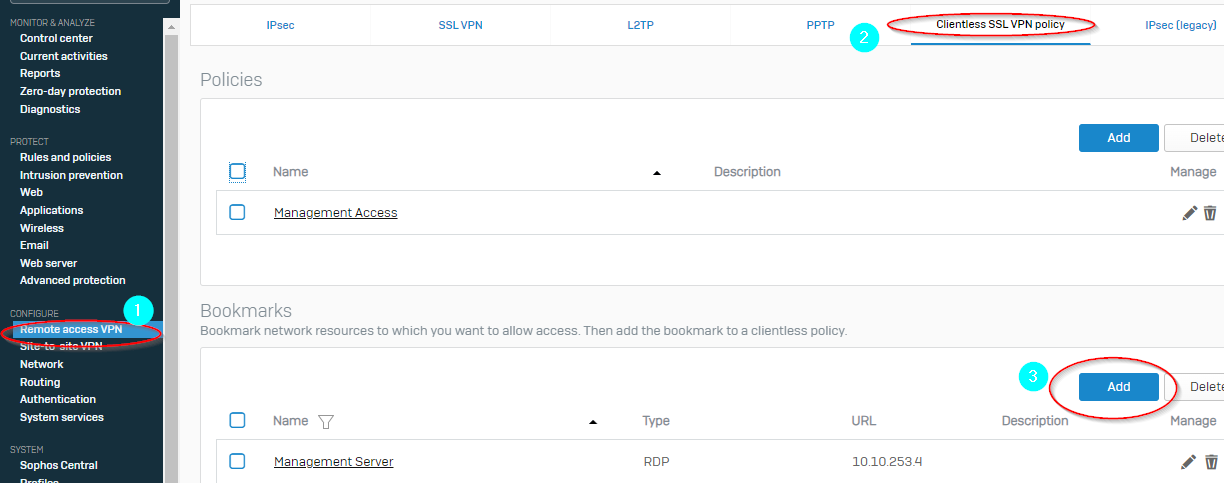 MONITOR & ANALYZE
Control center
Current activities
Reports
Zero-day protection
Diagnostics
PROTECT
Rules and policies
Intrusion prevention
Web
Applications
Wireless
Email
Web server
Advanced protection
CONFIGURE
1
Remote access VPN
Site-to-site VPN
Network
Routing
Authentication
System services
SYSTEM
Sophos Central
Profiles
IPsec SSL VPN L2TP PPTP 2 Clientless SSL VPN policy IPsec (legacy)
Policies
Add Delete
Name Description Manage
Management Access
Bookmarks
Bookmark network resources to which you want to allow access. Then add the bookmark to a clientless policy.
3 Add Delete
Name Type URL Description Manage
Management Server RDP 10.10.253.4